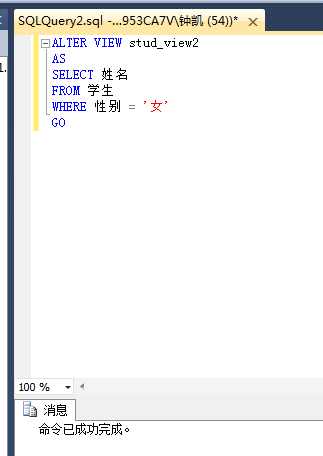 SQLQuery2.sql -...953CA7V\钟凯 (54))*
ALTER VIEW stud_view2
AS
SELECT 姓名
FROM 学生
WHERE 性别 = '女'
GO
100 %
消息
命令已成功完成。